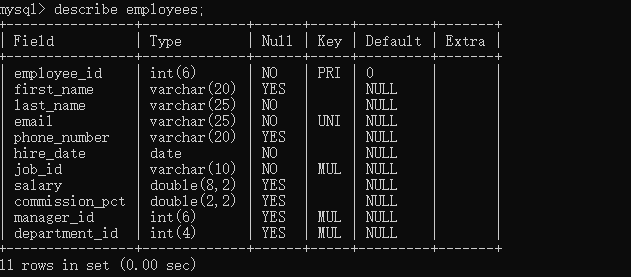 mysql> describe employees;
+----------------+-------------+------+-----+---------+-------+
| Field          | Type        | Null | Key | Default | Extra |
+----------------+-------------+------+-----+---------+-------+
| employee_id    | int(6)      | NO   | PRI | 0       |       |
| first_name     | varchar(20) | YES  |     | NULL    |       |
| last_name      | varchar(25) | NO   |     | NULL    |       |
| email          | varchar(25) | NO   | UNI | NULL    |       |
| phone_number   | varchar(20) | YES  |     | NULL    |       |
| hire_date      | date        | NO   |     | NULL    |       |
| job_id         | varchar(10) | NO   | MUL | NULL    |       |
| salary         | double(8,2) | YES  |     | NULL    |       |
| commission_pct | double(2,2) | YES  |     | NULL    |       |
| manager_id     | int(6)      | YES  | MUL | NULL    |       |
| department_id  | int(4)      | YES  | MUL | NULL    |       |
+----------------+-------------+------+-----+---------+-------+
11 rows in set (0.00 sec)